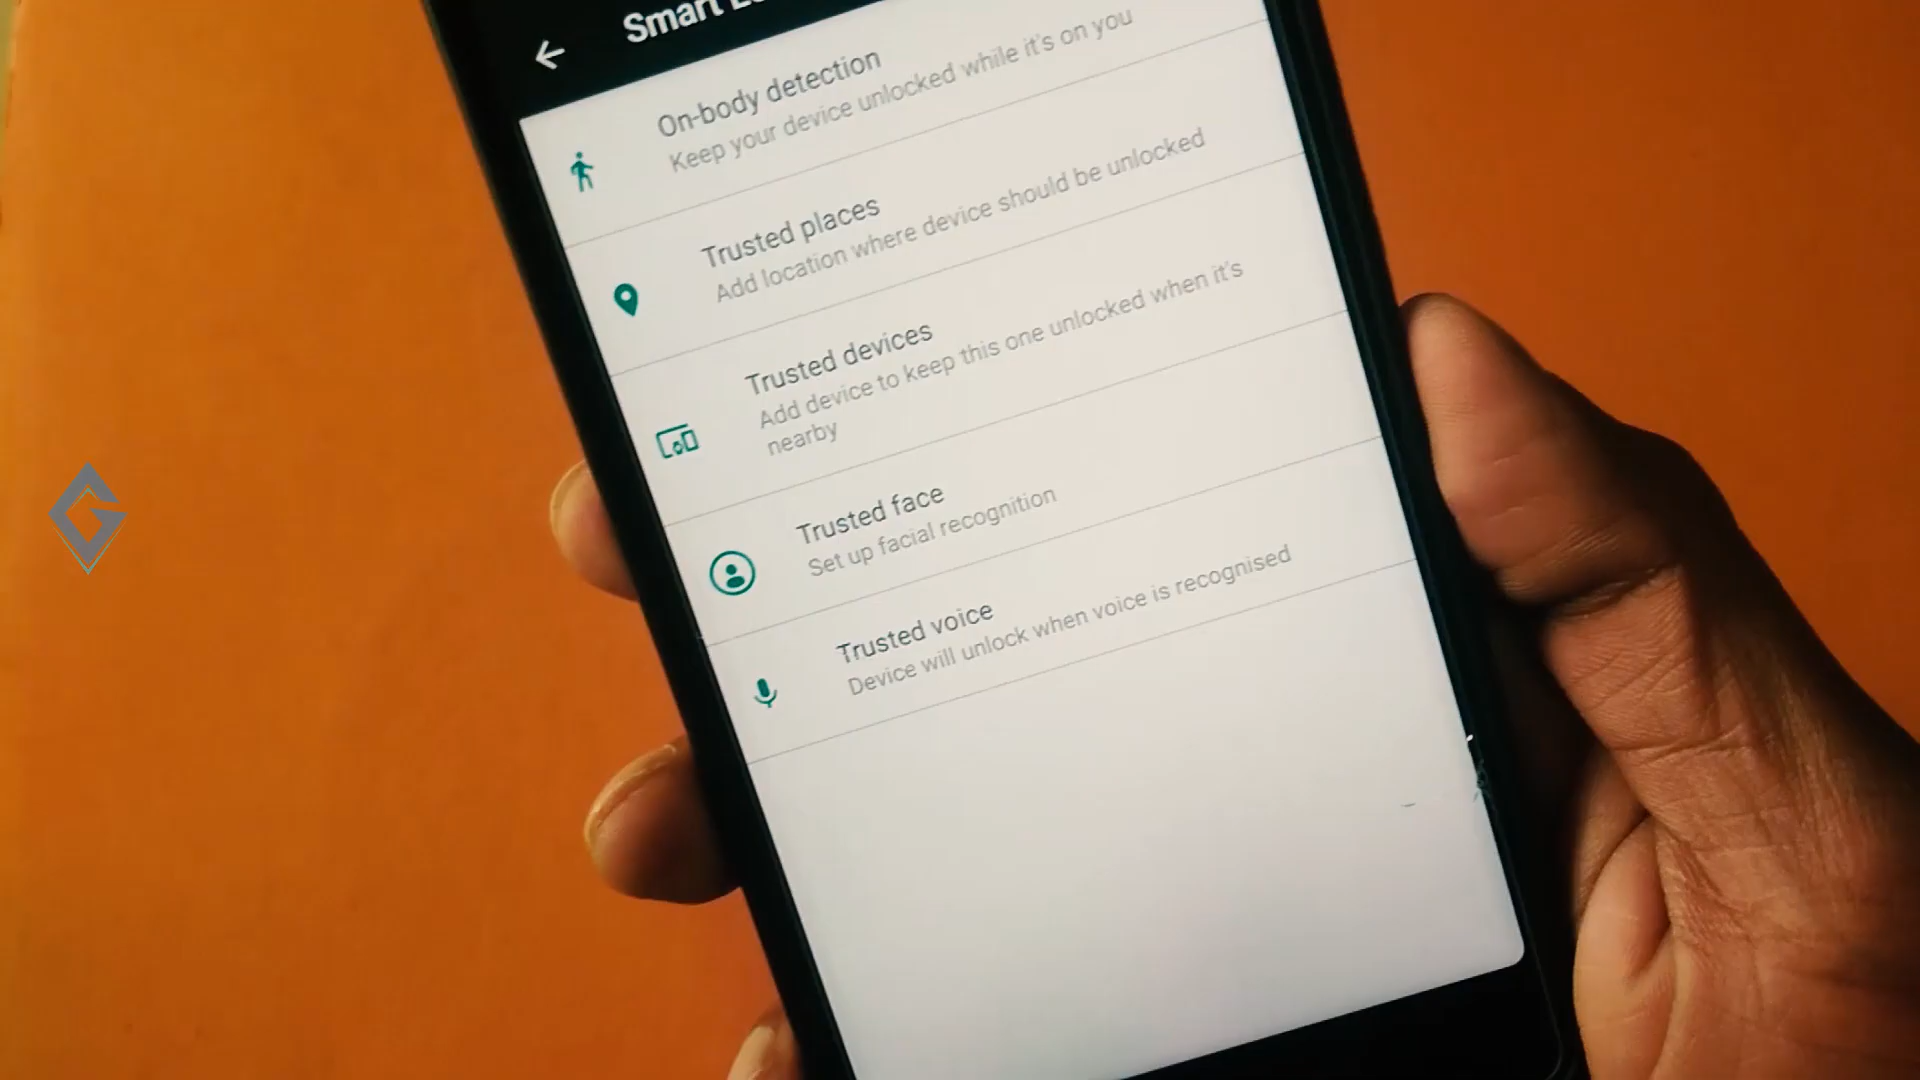 Smart
On-body detection
Keep your device unlocked while it's on you
Trusted places
Add location where device should be unlocked
Trusted devices
Add device to keep this one unlocked when it's
nearby
Trusted face
Set up facial recognition
Trusted voice
Device will unlock when voice is recognised